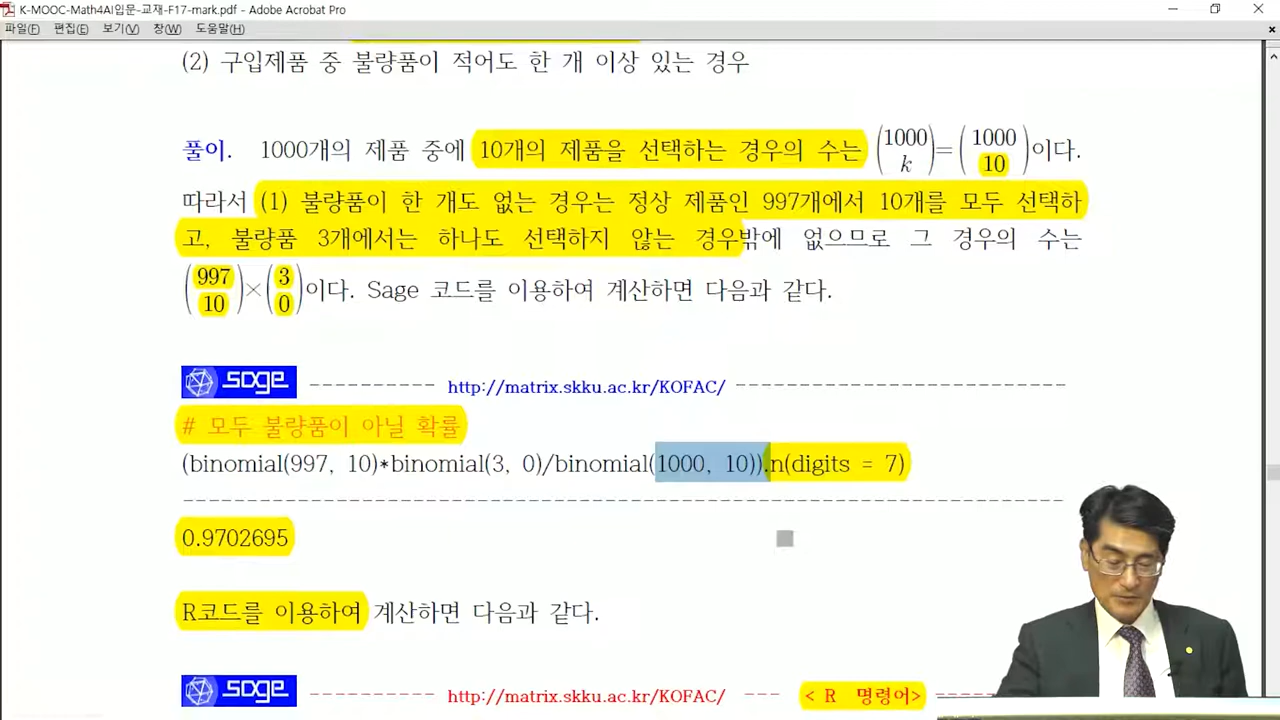 K-MOOC-Math4AI입문-교재-F17-mark.pdf - Adobe Acrobat Pro
파일(F) 편집(E) 보기(V) 창(W) 도움말(H)
(2) 구입제품 중 불량품이 적어도 한 개 이상 있는 경우
풀이. 1000개의 제품 중에 10개의 제품을 선택하는 경우의 수는 (1000 k)=(1000 10)이다.
따라서 (1) 불량품이 한 개도 없는 경우는 정상 제품인 997개에서 10개를 모두 선택하
고, 불량품 3개에서는 하나도 선택하지 않는 경우밖에 없으므로 그 경우의 수는
(997 10)×(3 0)이다. Sage 코드를 이용하여 계산하면 다음과 같다.
sage http://matrix.skku.ac.kr/KOFAC/
# 모두 불량품이 아닐 확률
(binomial(997, 10)*binomial(3, 0)/binomial(1000, 10)).n(digits = 7)
0.9702695
R코드를 이용하여 계산하면 다음과 같다.
sage http://matrix.skku.ac.kr/KOFAC/ --- < R 명령어>